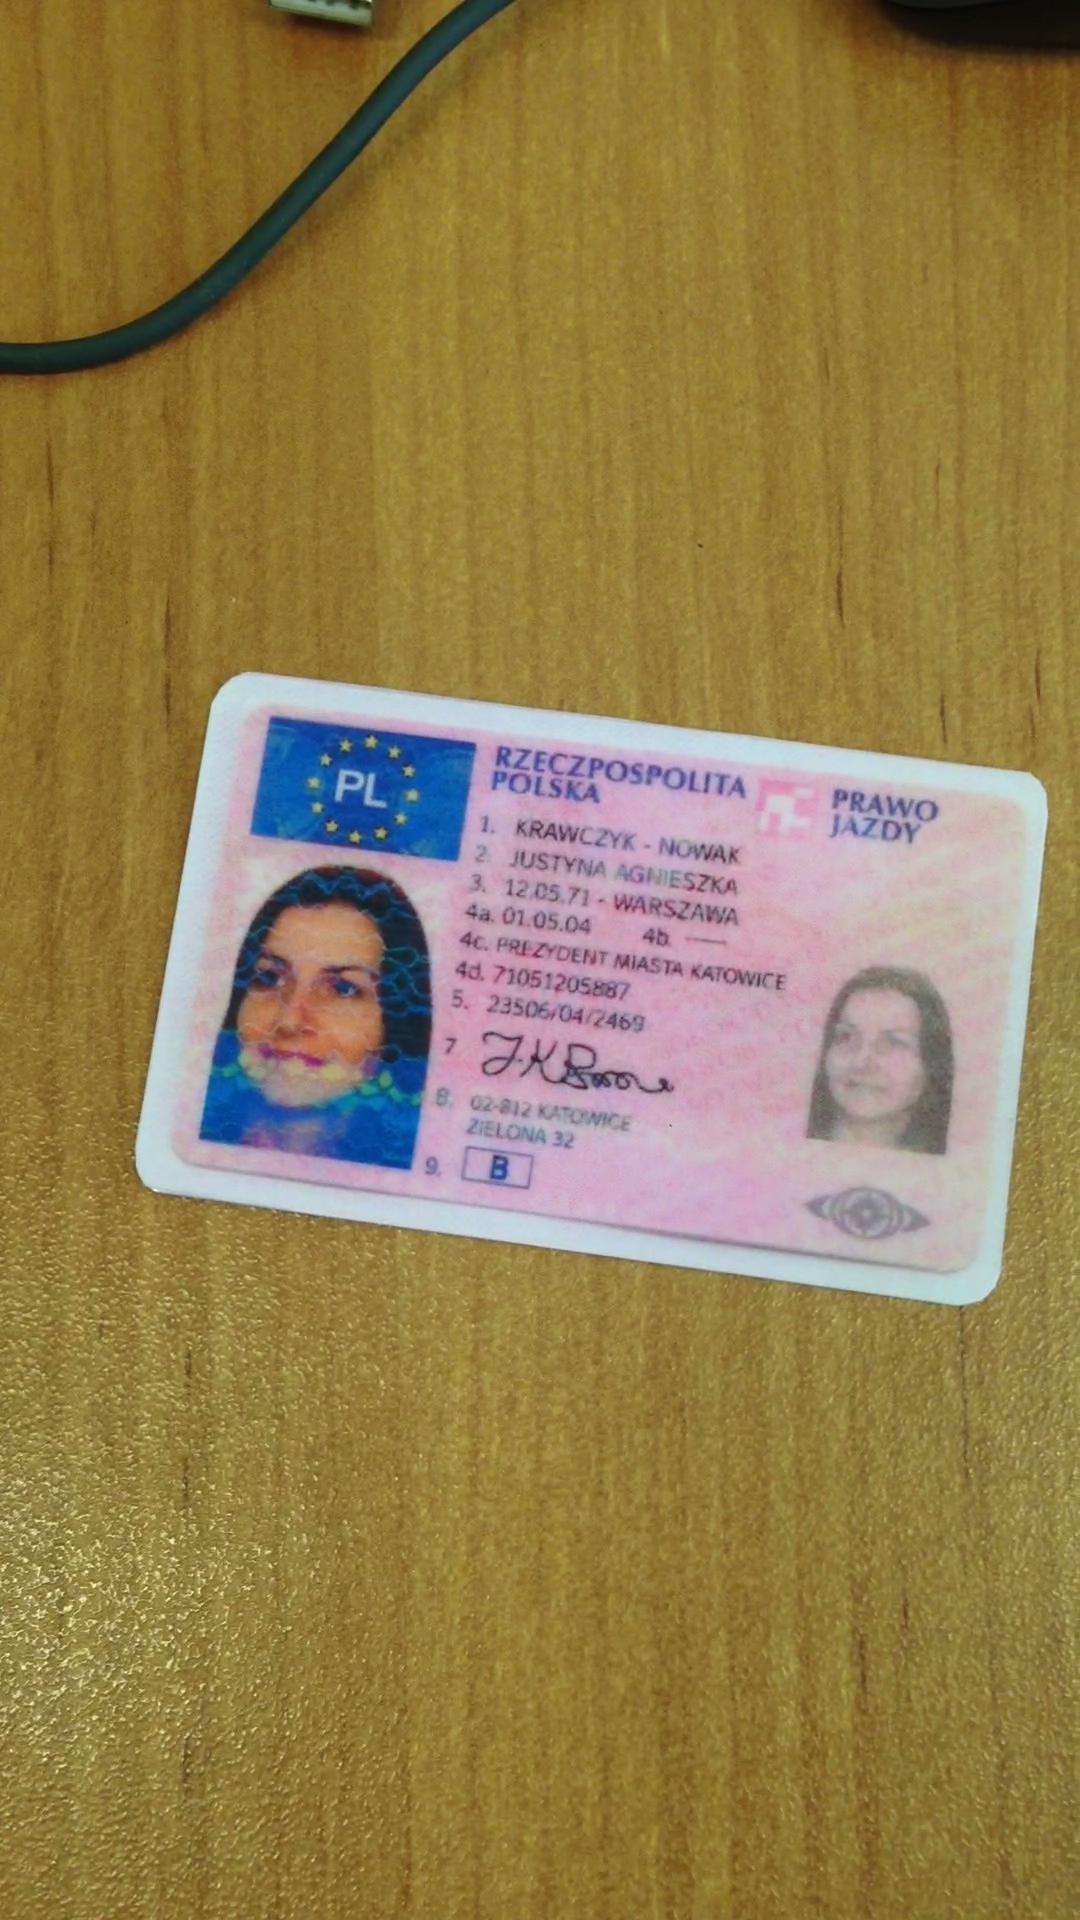 PL
RZECZPOSPOLITA
POLSKA
PRAWO
JAZDY
1. KRAWCZYK - NOWAK
2. JUSTYNA AGNIESZKA
3. 12.05.71 - WARSZAWA
4a. 01.05.04 4b. ——
4c. PREZYDENT MIASTA KATOWICE
4d. 71051205887
5. 23506/04/2469
7
8. 02-812 KATOWICE
ZIELONA 32
9. B